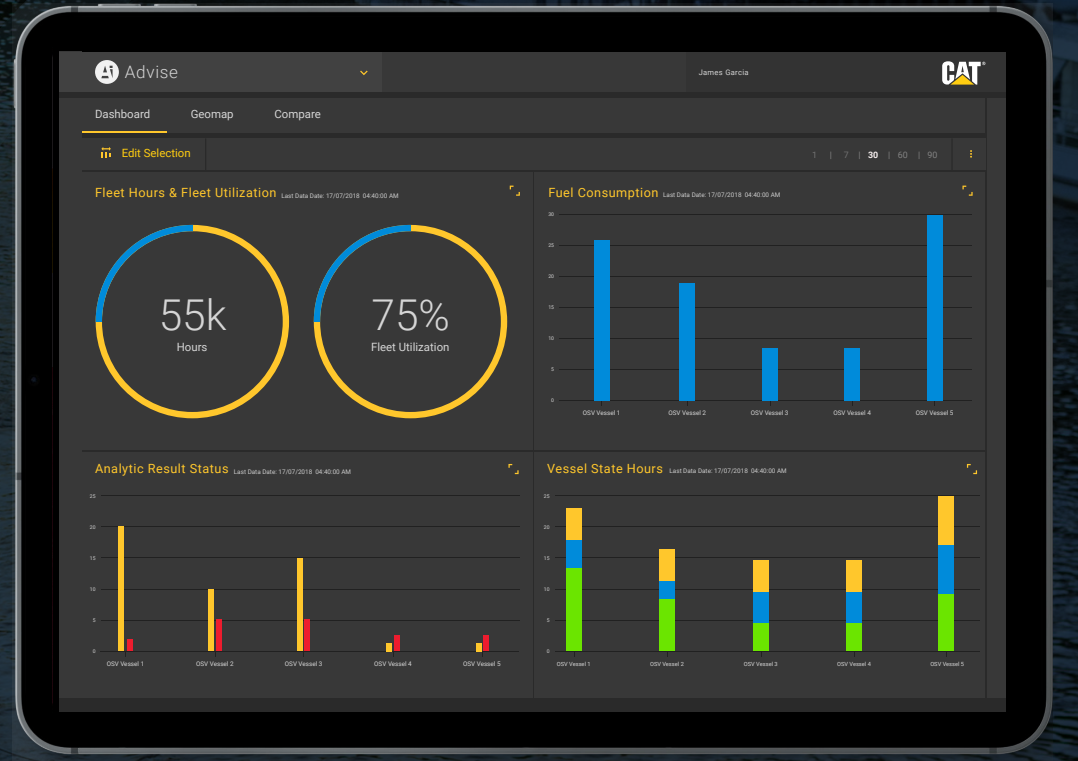 Ai Advise
James Garcia
CAT®
Dashboard Geomap Compare
Edit Selection
1 | 7 | 30 | 60 | 90
Fleet Hours & Fleet Utilization Last Data Date: 17/07/2018 04:40:00 AM
55k
Hours
75%
Fleet Utilization
Fuel Consumption Last Data Date: 17/07/2018 04:40:00 AM
30
25
20
15
10
5
0
OSV Vessel 1 OSV Vessel 2 OSV Vessel 3 OSV Vessel 4 OSV Vessel 5
Analytic Result Status Last Data Date: 17/07/2018 04:40:00 AM
25
20
15
10
5
0
OSV Vessel 1 OSV Vessel 2 OSV Vessel 3 OSV Vessel 4 OSV Vessel 5
Vessel State Hours Last Data Date: 17/07/2018 04:40:00 AM
25
20
15
10
5
0
OSV Vessel 1 OSV Vessel 2 OSV Vessel 3 OSV Vessel 4 OSV Vessel 5